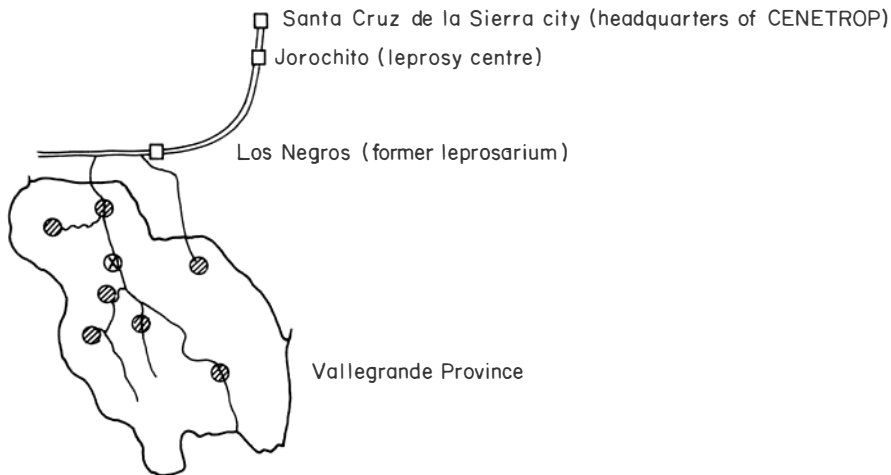 Santa Cruz de la Sierra city (headquarters of CENETROP)
Jorochito (leprosy centre)
Los Negros (former leprosarium)
Vallegrande Province